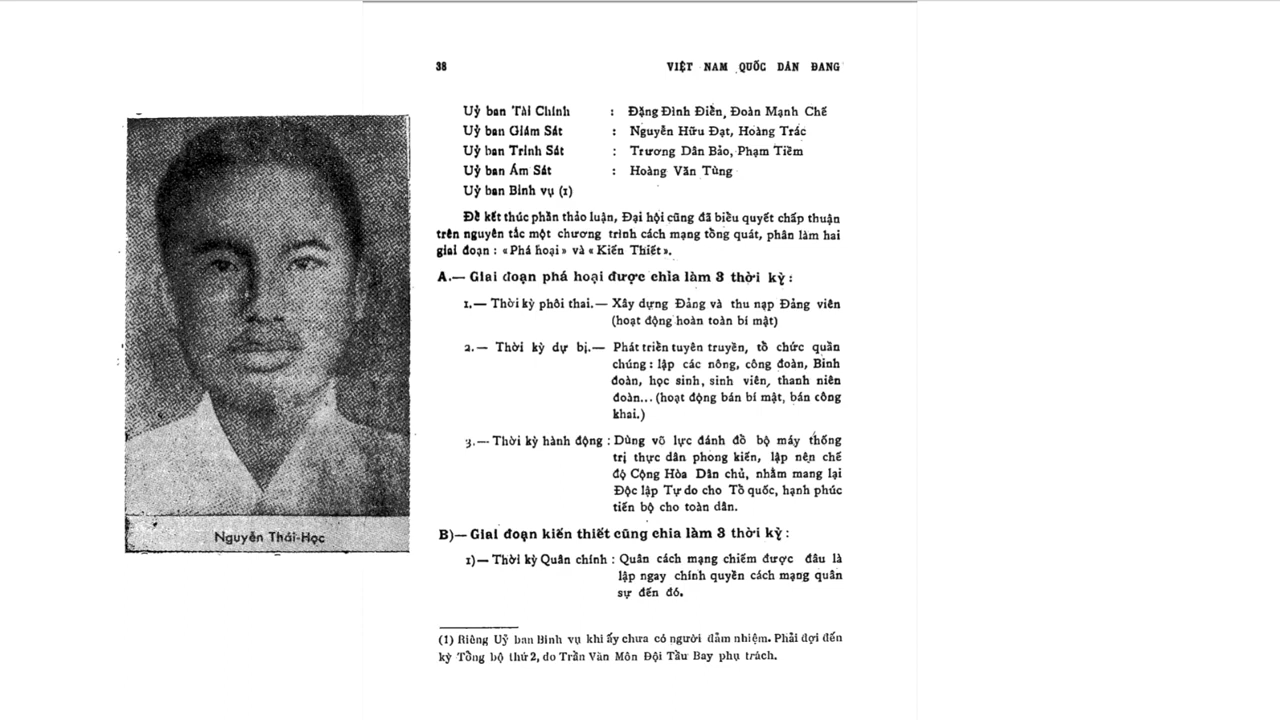 38 VIỆT NAM QUỐC DÂN ĐANG
Uỷ ban Tài Chính : Đặng Đình Điền, Đoàn Mạnh Chế
Uỷ ban Giám Sát : Nguyễn Hữu Đạt, Hoàng Trác
Uỷ ban Trinh Sát : Trương Dân Bảo, Phạm Tiềm
Uỷ ban Ám Sát : Hoàng Văn Tùng
Uỷ ban Binh vụ (1)
Để kết thúc phần thảo luận, Đại hội cũng đã biểu quyết chấp thuận
trên nguyên tắc một chương trình cách mạng tổng quát, phân làm hai
giai đoạn : «Phá hoại» và «Kiến Thiết».
A.— Giai đoạn phá hoại được chia làm 3 thời kỳ :
1.— Thời kỳ phôi thai.— Xây dựng Đảng và thu nạp Đảng viên
(hoạt động hoàn toàn bí mật)
2.— Thời kỳ dự bị.— Phát triển tuyên truyền, tổ chức quần
chúng : lập các nông, công đoàn, Binh
đoàn, học sinh, sinh viên, thanh niên
đoàn... (hoạt động bán bí mật, bán công
khai.)
3.— Thời kỳ hành động : Dùng võ lực đánh đổ bộ máy thống
trị thực dân phong kiến, lập nên chế
độ Cộng Hòa Dân chủ, nhằm mang lại
Độc lập Tự do cho Tổ quốc, hạnh phúc
tiến bộ cho toàn dân.
B)— Giai đoạn kiến thiết cũng chia làm 3 thời kỳ :
1)— Thời kỳ Quân chính : Quân cách mạng chiếm được đâu là
lập ngay chính quyền cách mạng quân
sự đến đó.
(1) Riêng Uỷ ban Binh vụ khi ấy chưa có người đảm nhiệm. Phải đợi đến
kỳ Tổng bộ thứ 2, do Trần Văn Môn Đội Tầu Bay phụ trách.
Nguyễn Thái-Học